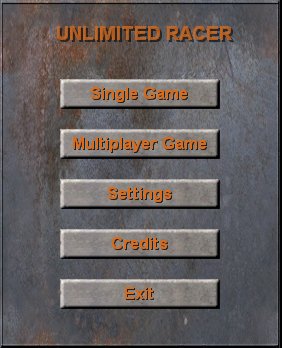 UNLIMITED RACER
Single Game
Multiplayer Game
Settings
Credits
Exit